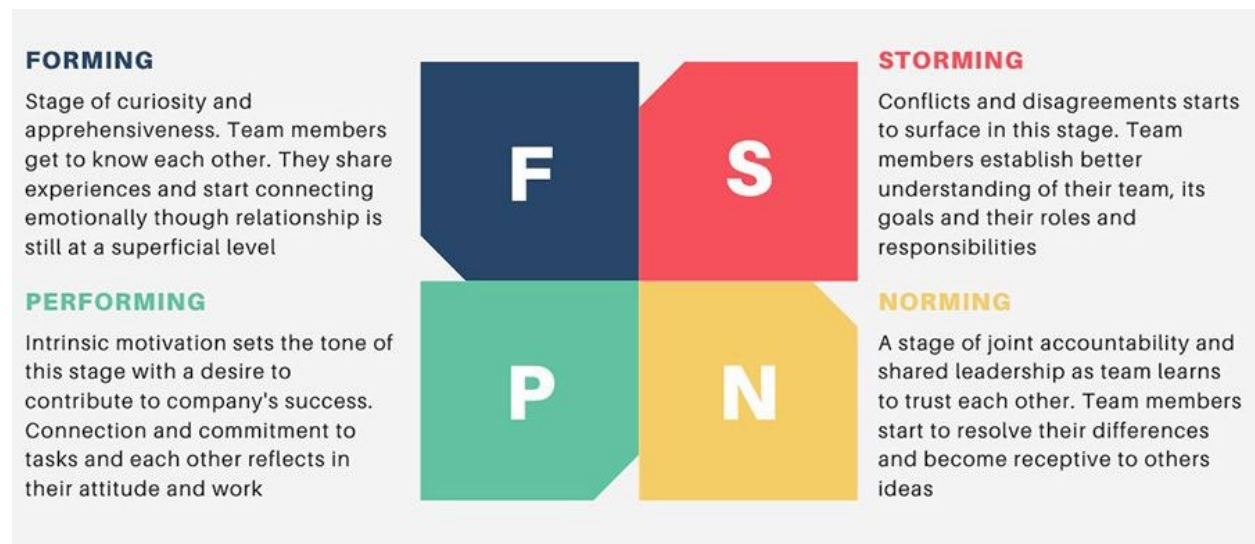 FORMING
Stage of curiosity and
apprehensiveness. Team members
get to know each other. They share
experiences and start connecting
emotionally though relationship is
still at a superficial level
F
S
STORMING
Conflicts and disagreements starts
to surface in this stage. Team
members establish better
understanding of their team, its
goals and their roles and
responsibilities
PERFORMING
Intrinsic motivation sets the tone of
this stage with a desire to
contribute to company's success.
Connection and commitment to
tasks and each other reflects in
their attitude and work
P
N
NORMING
A stage of joint accountability and
shared leadership as team learns
to trust each other. Team members
start to resolve their differences
and become receptive to others
ideas